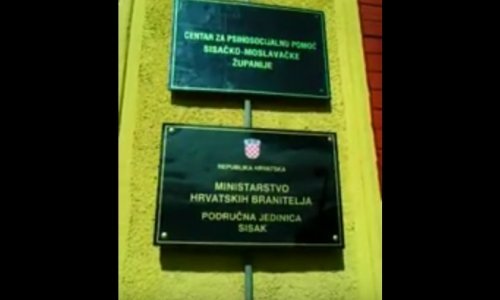 CENTAR ZA PSIHOSOCIJALNU POMOĆ
SISAČKO-MOSLAVAČKE
ŽUPANIJE
REPUBLIKA HRVATSKA
MINISTARSTVO
HRVATSKIH BRANITELJA
PODRUČNA JEDINICA
SISAK